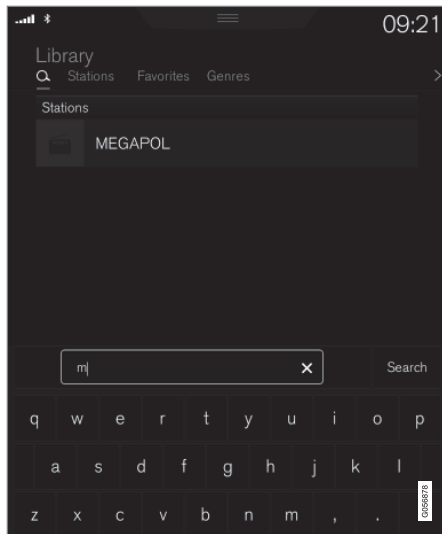 09:21
Library
Stations Favorites Genres
Stations
MEGAPOL
m
Search
q w e r t y u i o p
a s d f g h j k l
z x c v b n m , .
G056878